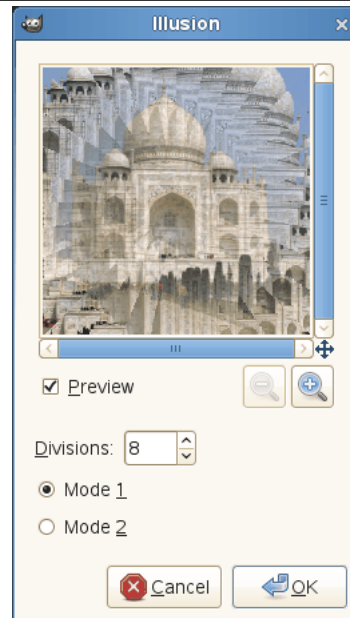 Illusion
Preview
Divisions: 8
Mode 1
Mode 2
Cancel OK